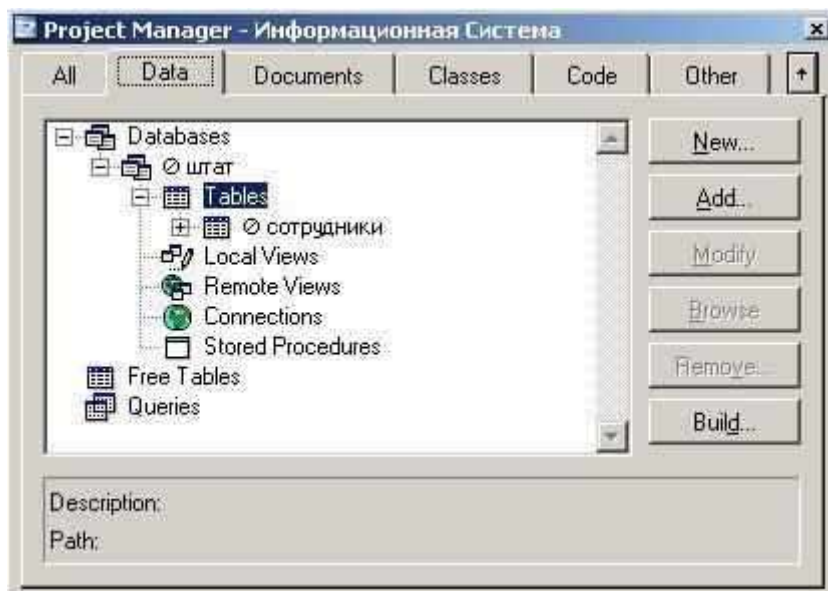 Project Manager - Информационная Система
All Data Documents Classes Code Other
Databases
штат
Tables
сотрудники
Local Views
Remote Views
Connections
Stored Procedures
Free Tables
Queries
New...
Add...
Modify
Browse
Remove...
Build...
Description:
Path: